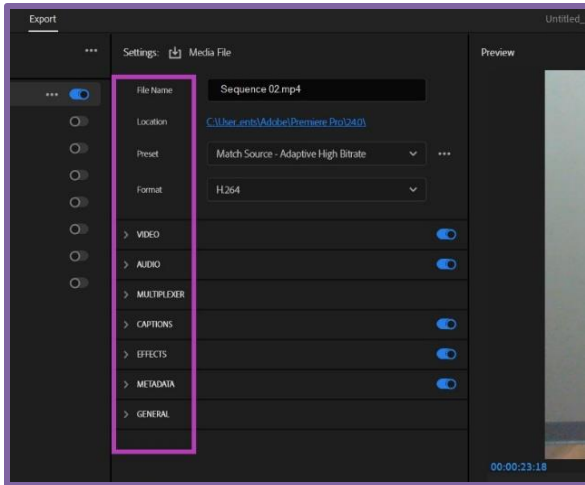 Export
Untitled_
Settings: Media File
Preview
File Name
Sequence 02.mp4
Location
C:\User..ents\Adobe\Premiere Pro\24.0\
Preset
Match Source - Adaptive High Bitrate
Format
H.264
VIDEO
AUDIO
MULTIPLEXER
CAPTIONS
EFFECTS
METADATA
GENERAL
00:00:23:18